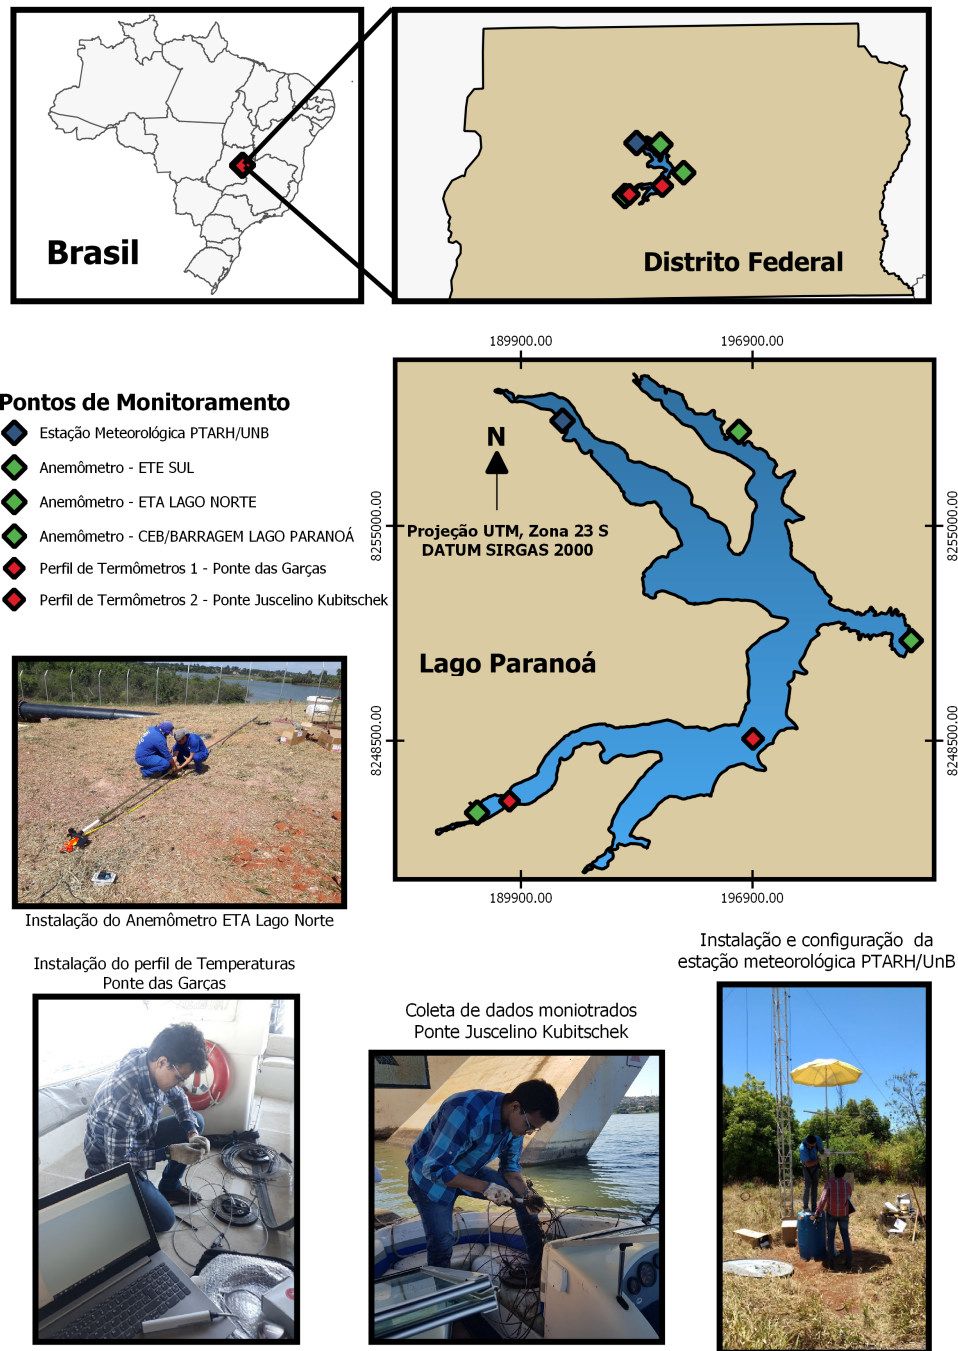 Brasil
Distrito Federal
189900.00
196900.00
Pontos de Monitoramento
Estação Meteorológica PTARH/UNB
Anemômetro - ETE SUL
Anemômetro - ETA LAGO NORTE
Anemômetro - CEB/BARRAGEM LAGO PARANOÁ
Perfil de Termômetros 1 - Ponte das Garças
Perfil de Termômetros 2 - Ponte Juscelino Kubitschek
N
Projeção UTM, Zona 23 S
DATUM SIRGAS 2000
8255000.00
8255000.00
Lago Paranoá
8248500.00
8248500.00
189900.00
196900.00
Instalação do Anemômetro ETA Lago Norte
Instalação do perfil de Temperaturas
Ponte das Garças
Coleta de dados moniotrados
Ponte Juscelino Kubitschek
Instalação e configuração da
estação meteorológica PTARH/UnB